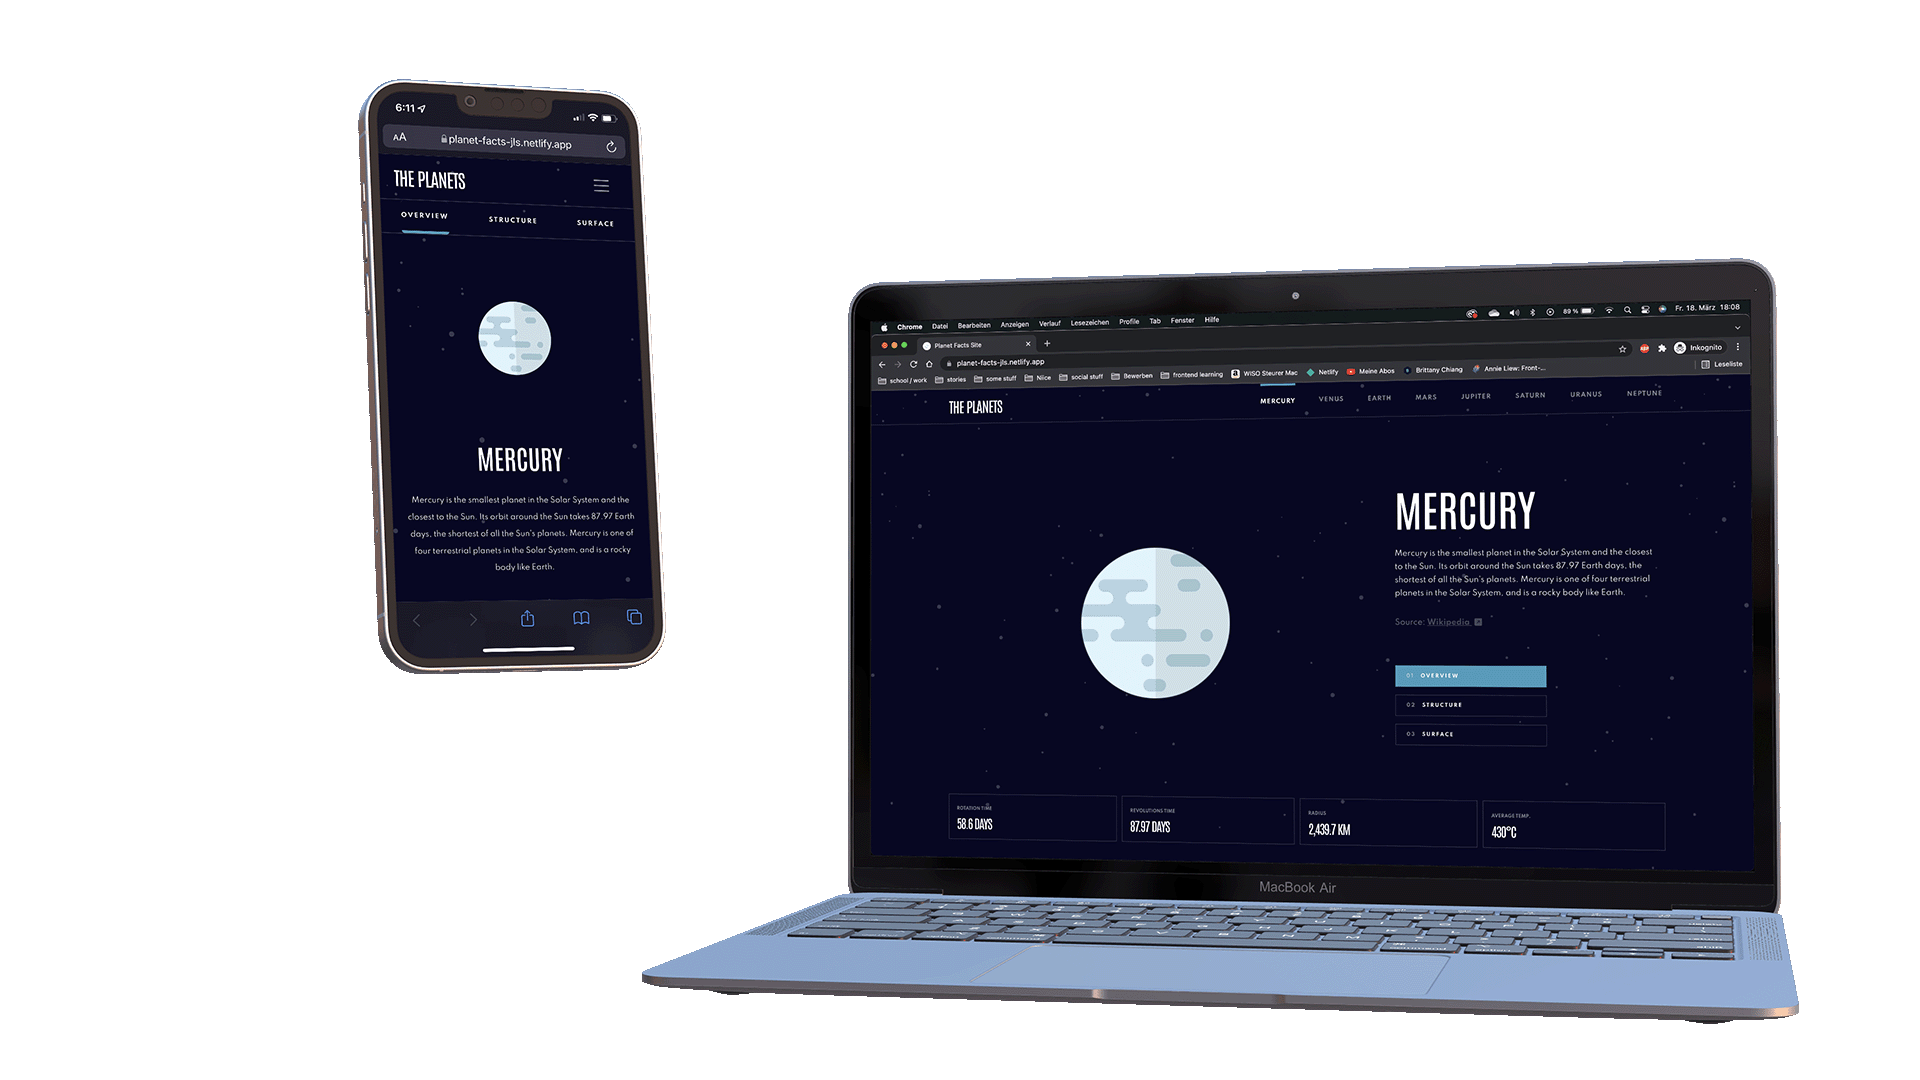 6:11
AA planet-facts-jls.netlify.app
THE PLANETS
OVERVIEW STRUCTURE SURFACE
MERCURY
Mercury is the smallest planet in the Solar System and the
closest to the Sun. Its orbit around the Sun takes 87.97 Earth
days, the shortest of all the Sun's planets. Mercury is one of
four terrestrial planets in the Solar System, and is a rocky
body like Earth.
Chrome Datei Bearbeiten Anzeigen Verlauf Lesezeichen Profile Tab Fenster Hilfe 89 % Fr. 18. März 18:08
Planet Facts Site
planet-facts-jls.netlify.app Inkognito
school / work stories some stuff Niice social stuff Bewerben frontend learning WISO Steurer Mac Netlify Meine Abos Brittany Chiang Annie Liew: Front-... Leseliste
THE PLANETS MERCURY VENUS EARTH MARS JUPITER SATURN URANUS NEPTUNE
MERCURY
Mercury is the smallest planet in the Solar System and the closest
to the Sun. Its orbit around the Sun takes 87.97 Earth days, the
shortest of all the Sun's planets. Mercury is one of four terrestrial
planets in the Solar System, and is a rocky body like Earth.
Source: Wikipedia
01 OVERVIEW
02 STRUCTURE
03 SURFACE
ROTATION TIME
58.6 DAYS
REVOLUTIONS TIME
87.97 DAYS
RADIUS
2,439.7 KM
AVERAGE TEMP.
430°C
MacBook Air